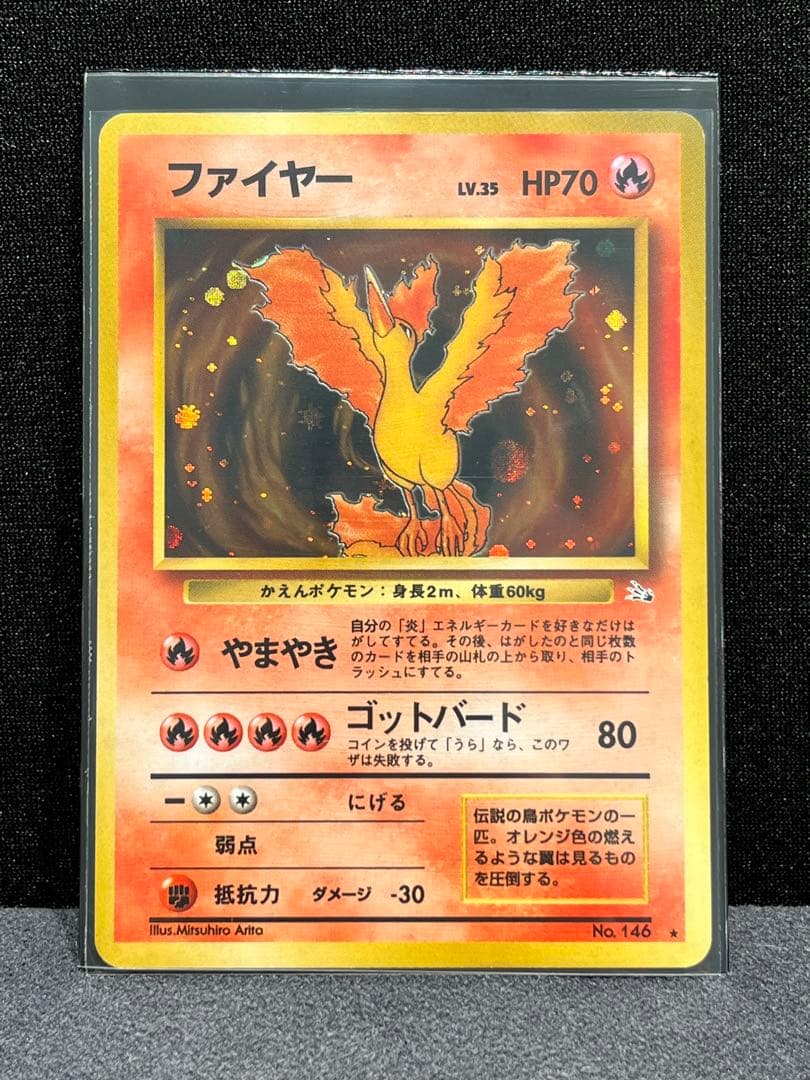 ファイヤー LV.35 HP70
かえんポケモン：身長2m、体重60kg
やまやき
自分の「炎」エネルギーカードを好きなだけは
がしてすてる。その後、はがしたのと同じ枚数
のカードを相手の山札の上から取り、相手のト
ラッシュにすてる。
ゴットバード 80
コインを投げて「うら」なら、このワ
ザは失敗する。
ー にげる
弱点
抵抗力 ダメージ -30
伝説の鳥ポケモンの一
匹。オレンジ色の燃え
るような翼は見るもの
を圧倒する。
Illus.Mitsuhiro Arita No. 146 ★